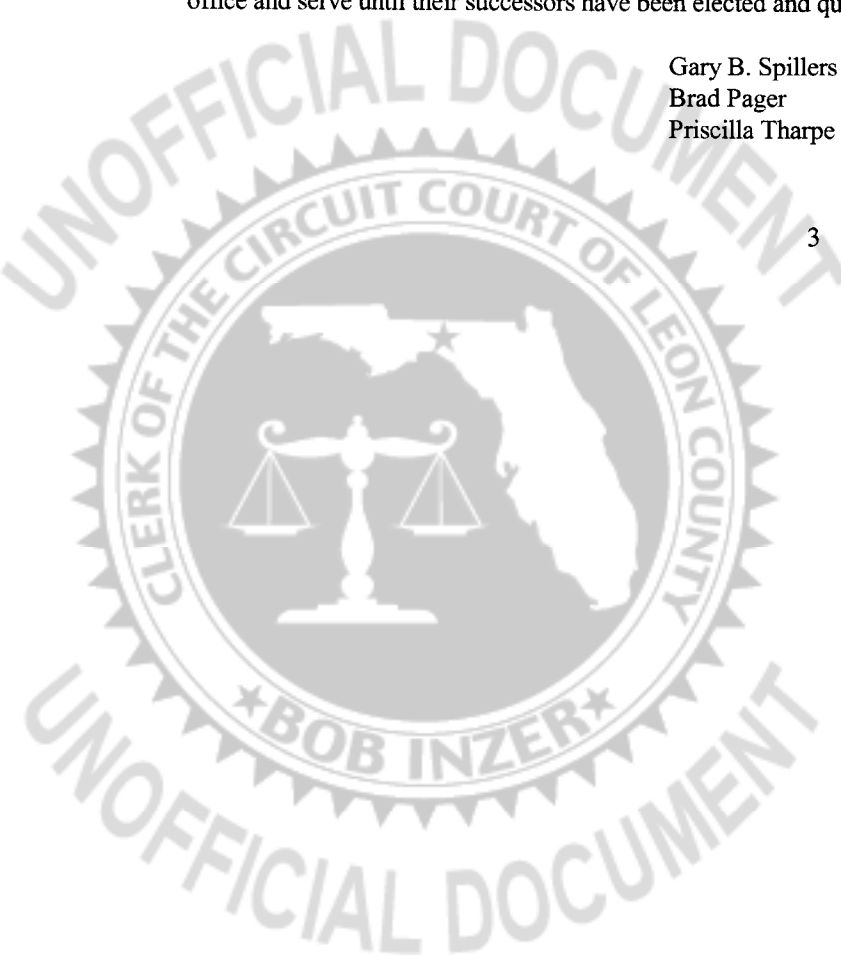 office and serve until their successors have been elected and qu
Gary B. Spillers
Brad Pager
Priscilla Tharpe
3
UNOFFICIAL DOCUMENT
CLERK OF THE CIRCUIT COURT OF LEON COUNTY
BOB INZER
UNOFFICIAL DOCUMENT